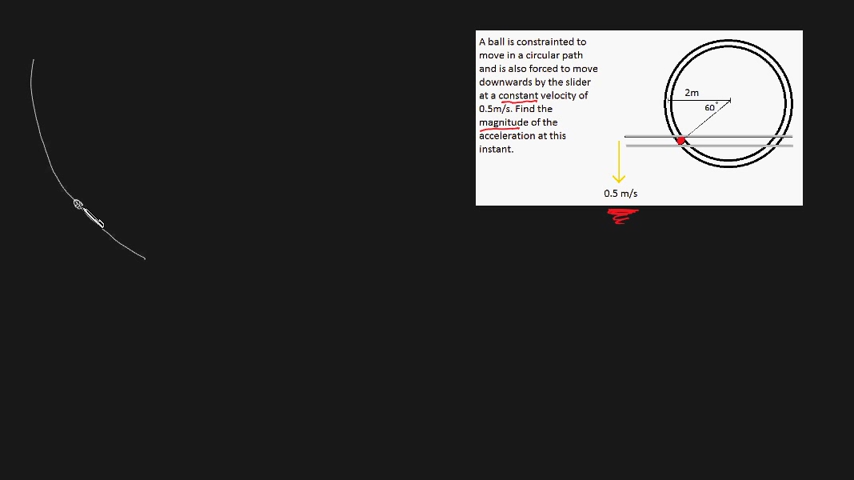 A ball is constrainted to
move in a circular path
and is also forced to move
downwards by the slider
at a constant velocity of
0.5m/s. Find the
magnitude of the
acceleration at this
instant.
2m
60°
0.5 m/s